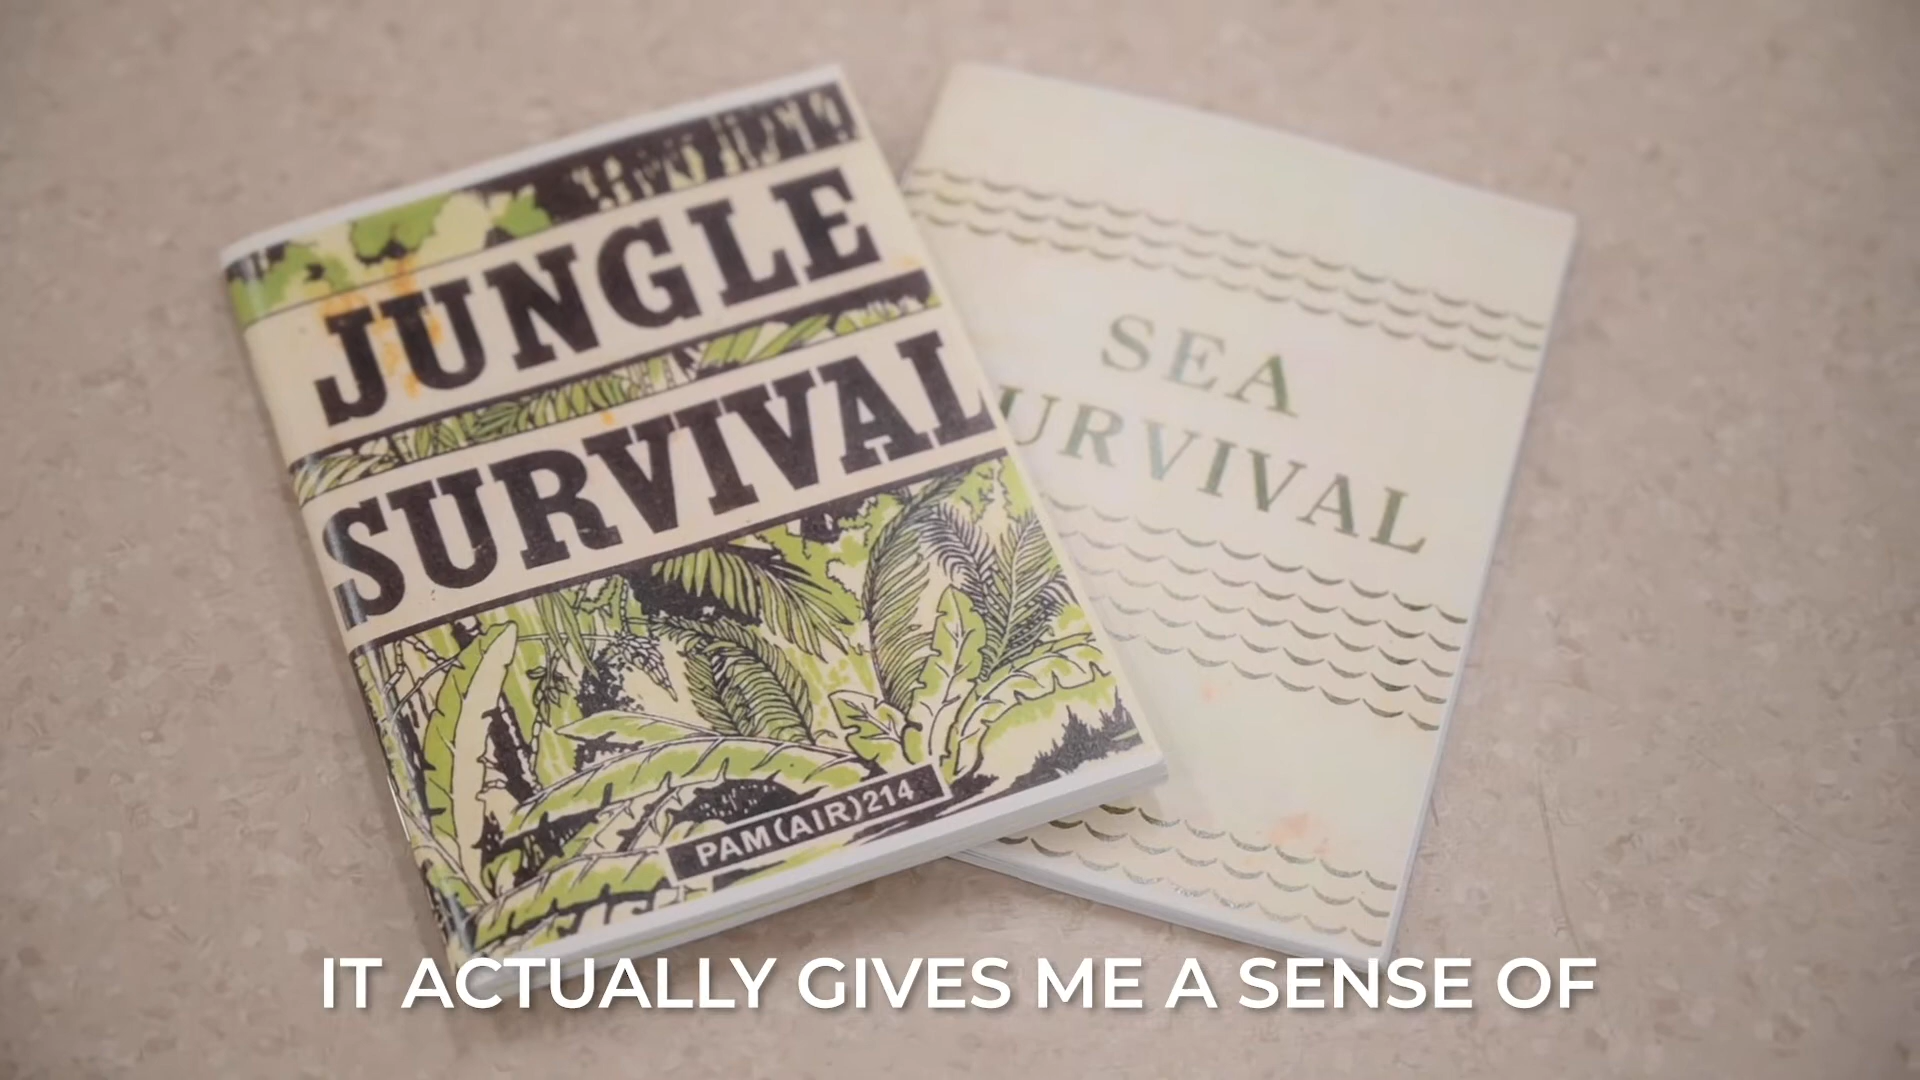 JUNGLE
SURVIVAL
PAM(AIR)214
SEA
URVIVAL
IT ACTUALLY GIVES ME A SENSE OF